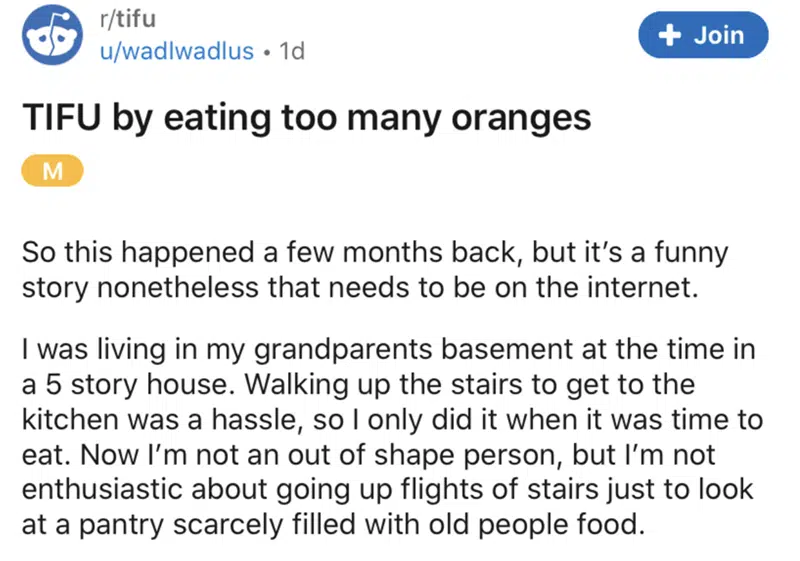 r/tifu
u/wadlwadlus • 1d
+ Join
TIFU by eating too many oranges
M
So this happened a few months back, but it’s a funny
story nonetheless that needs to be on the internet.
I was living in my grandparents basement at the time in
a 5 story house. Walking up the stairs to get to the
kitchen was a hassle, so I only did it when it was time to
eat. Now I’m not an out of shape person, but I’m not
enthusiastic about going up flights of stairs just to look
at a pantry scarcely filled with old people food.